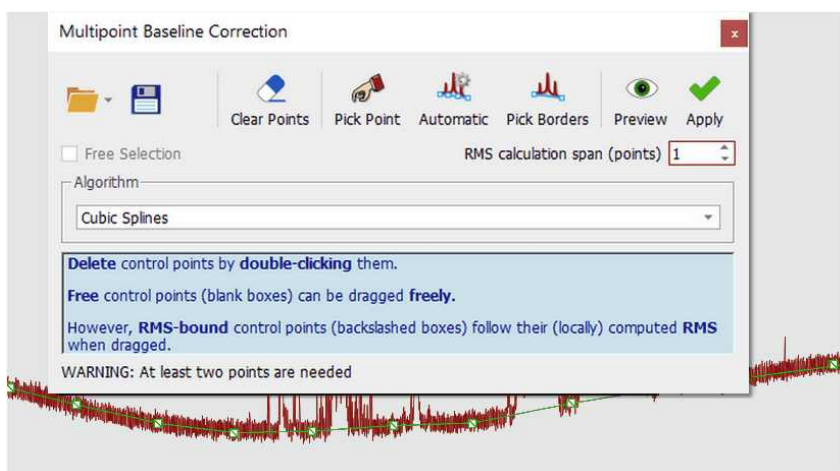 Multipoint Baseline Correction
x
Clear Points Pick Point Automatic Pick Borders Preview Apply
Free Selection RMS calculation span (points) 1
Algorithm
Cubic Splines
Delete control points by double-clicking them.
Free control points (blank boxes) can be dragged freely.
However, RMS-bound control points (backslashed boxes) follow their (locally) computed RMS
when dragged.
WARNING: At least two points are needed